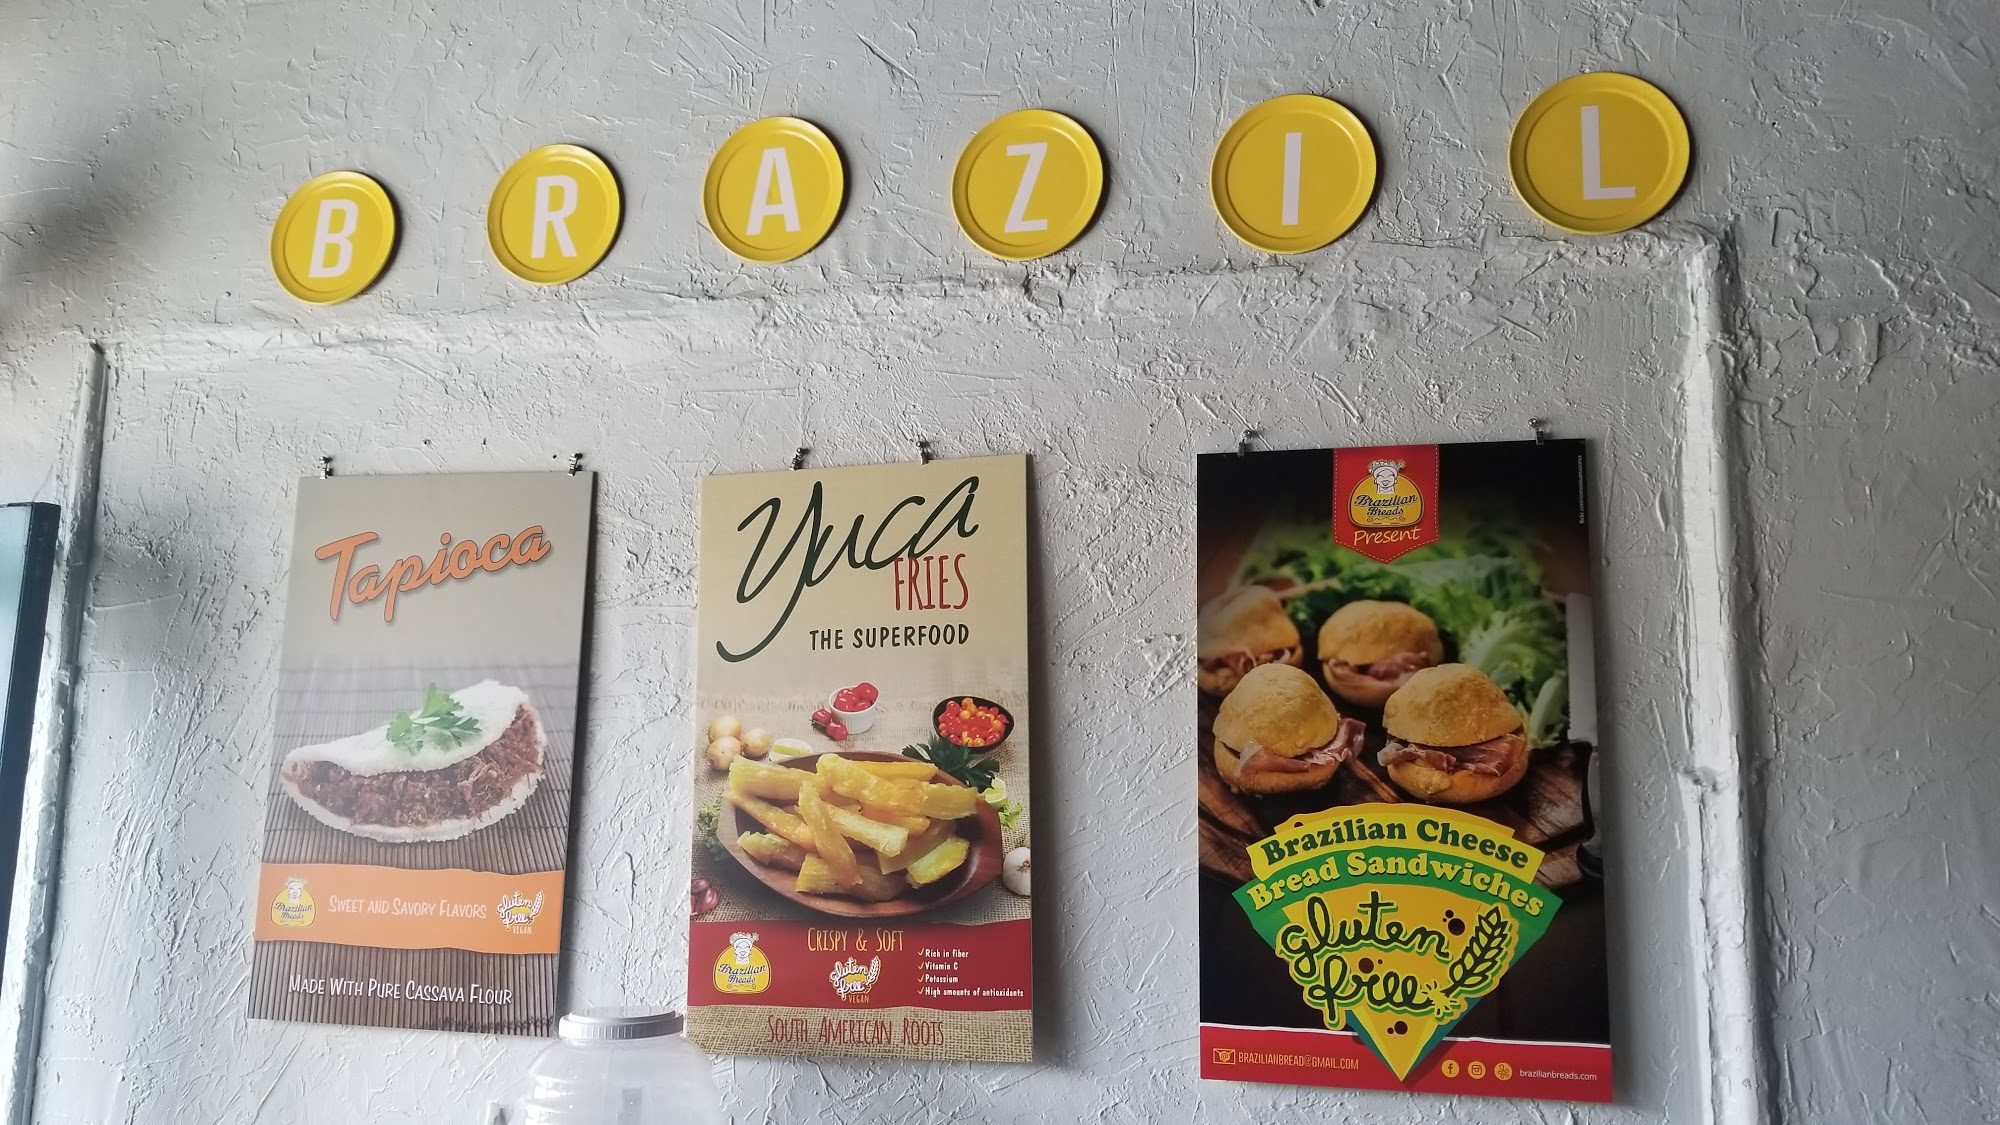 BRAZIL
Tapioca
Brazilian
Breads
SWEET AND SAVORY FLAVORS
gluten
free
VEGAN
MADE WITH PURE CASSAVA FLOUR
Yuca
FRIES
THE SUPERFOOD
CRISPY & SOFT
Brazilian
Breads
gluten
free
VEGAN
Rich in fiber
Vitamin C
Potassium
High amounts of antioxidants
SOUTH AMERICAN ROOTS
Brazilian
Breads
Present
Brazilian Cheese
Bread Sandwiches
gluten
free
BRAZILIANBREAD@GMAIL.COM
brazilianbreads.com